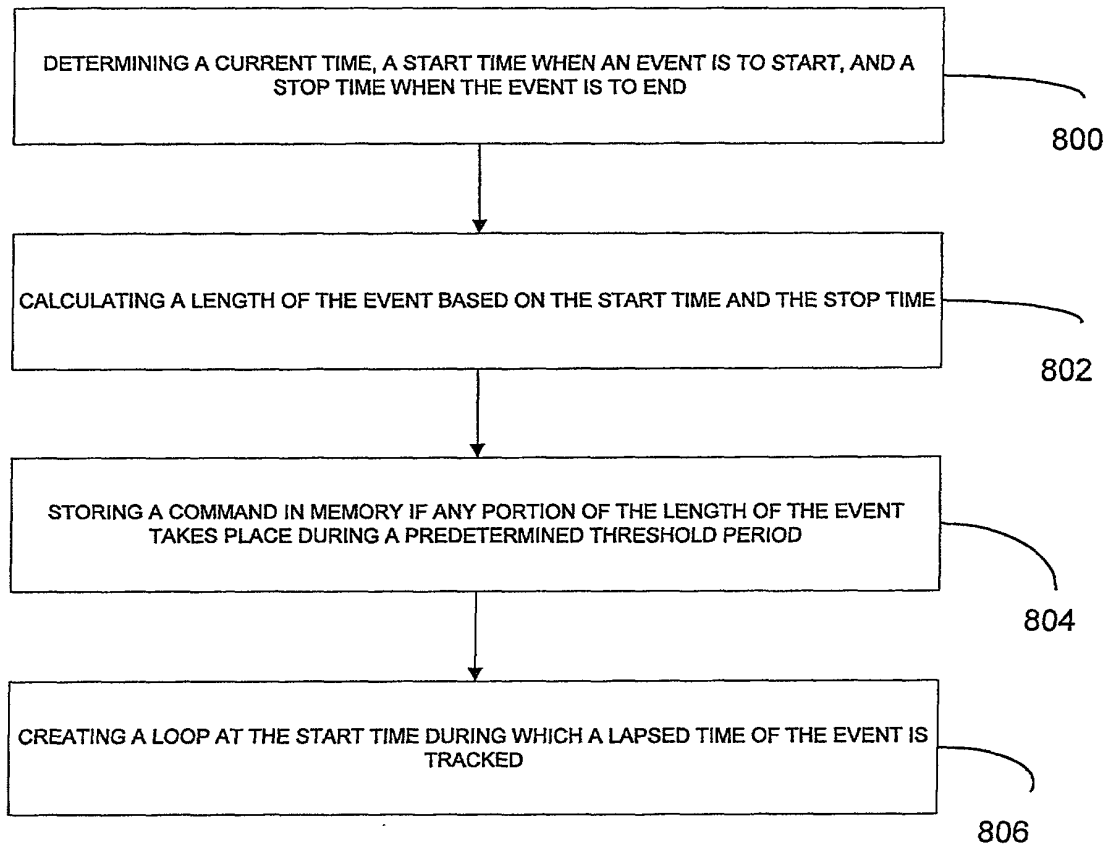 DETERMINING A CURRENT TIME, A START TIME WHEN AN EVENT IS TO START, AND A
STOP TIME WHEN THE EVENT IS TO END
800
CALCULATING A LENGTH OF THE EVENT BASED ON THE START TIME AND THE STOP TIME
802
STORING A COMMAND IN MEMORY IF ANY PORTION OF THE LENGTH OF THE EVENT
TAKES PLACE DURING A PREDETERMINED THRESHOLD PERIOD
804
CREATING A LOOP AT THE START TIME DURING WHICH A LAPSED TIME OF THE EVENT IS
TRACKED
806